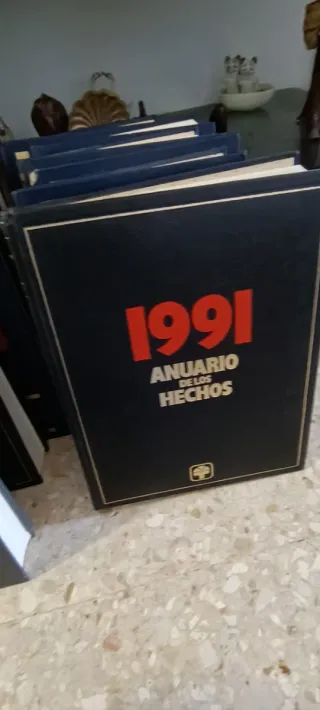 1991
ANUARIO
DE LOS
HECHOS